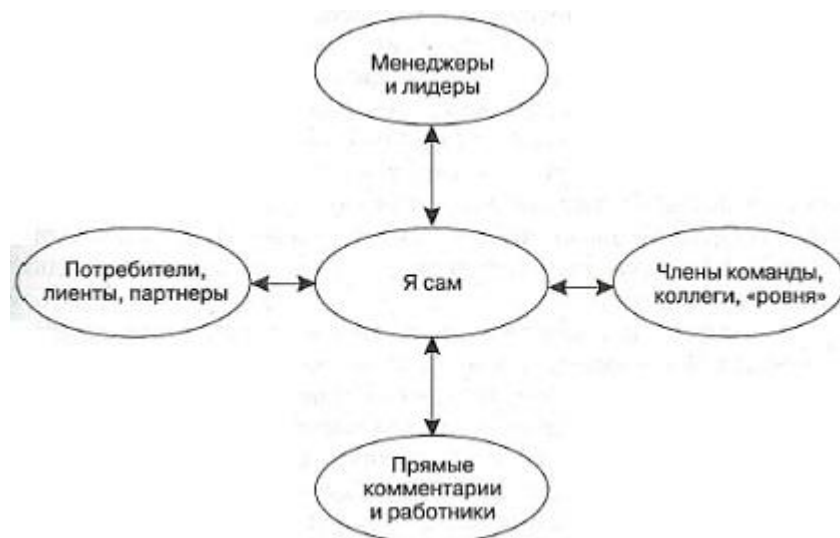 Менеджеры
и лидеры
Потребители,
лиенты, партнеры
Я сам
Члены команды,
коллеги, «ровня»
Прямые
комментарии
и работники